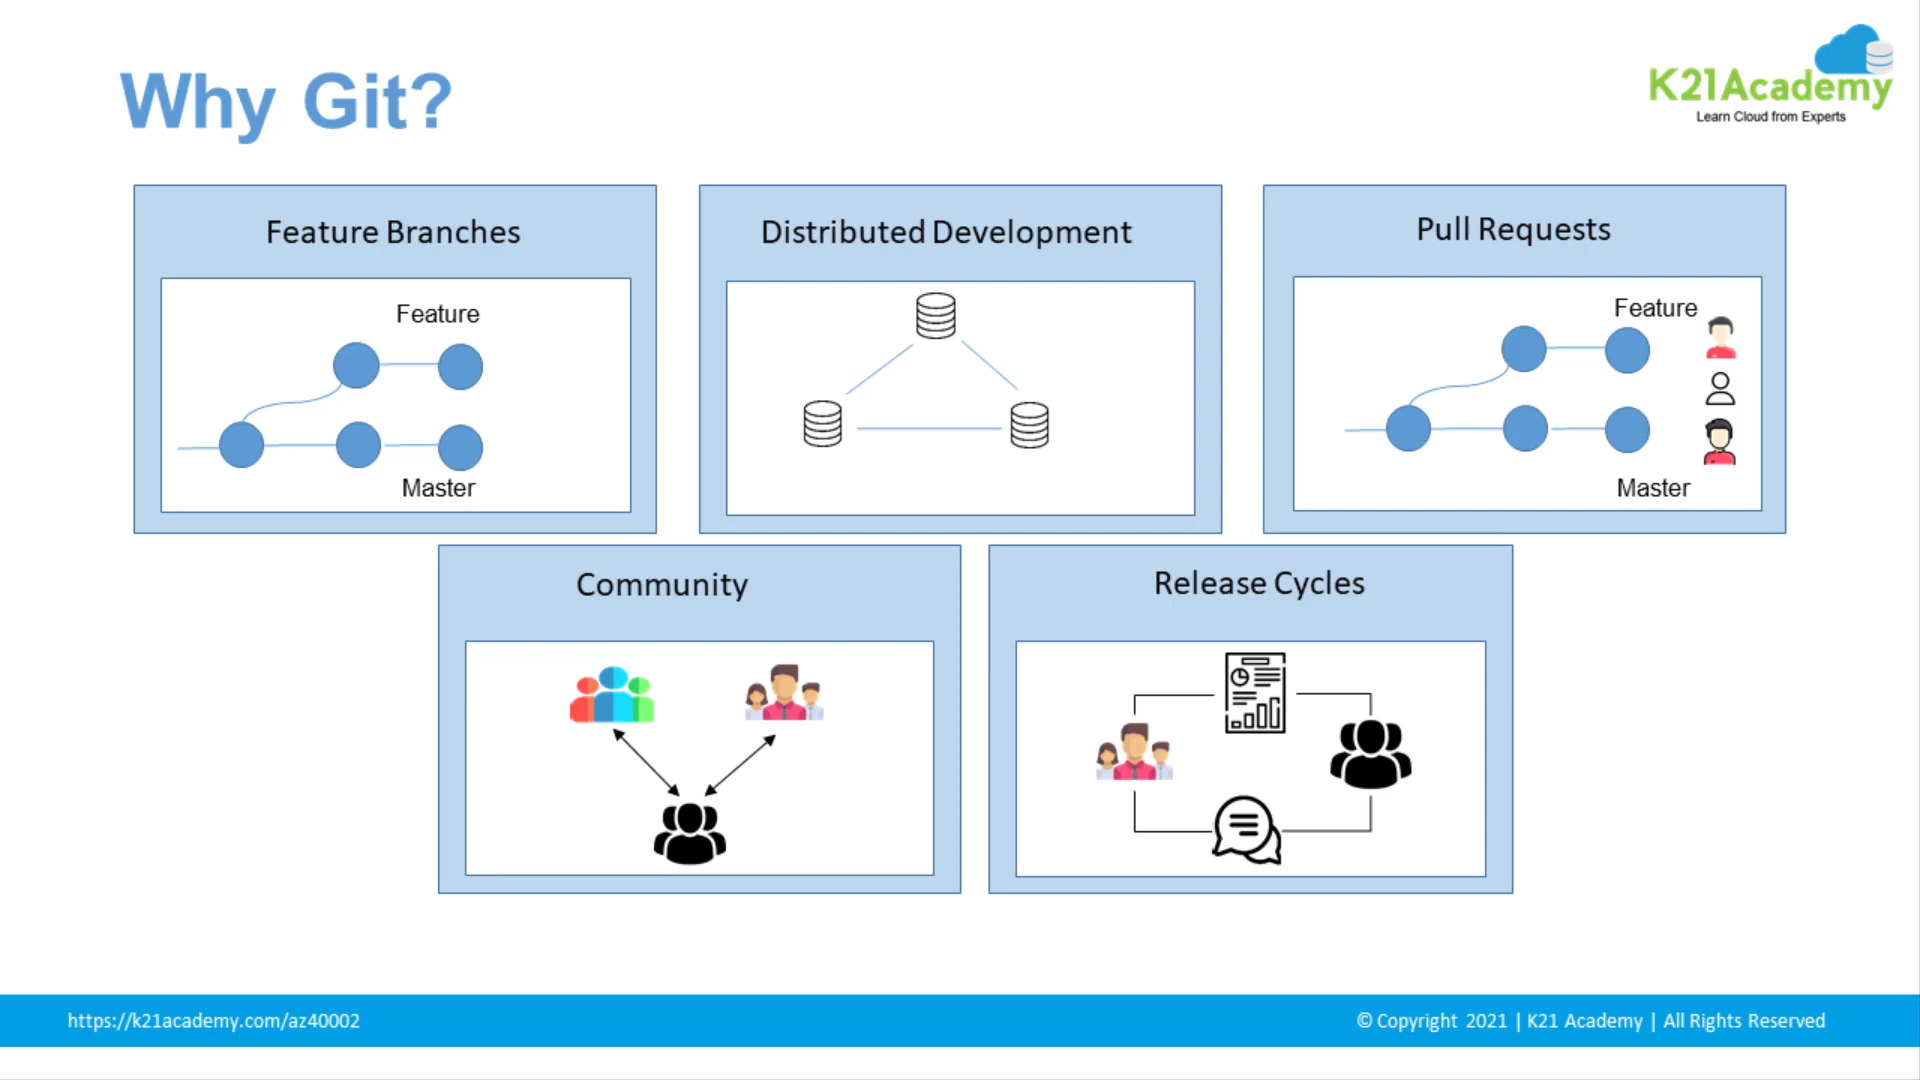 Why Git?
K21Academy
Learn Cloud from Experts
Feature Branches
Feature
Master
Distributed Development
Pull Requests
Feature
Master
Community
Release Cycles
https://k21academy.com/az40002
© Copyright 2021 | K21 Academy | All Rights Reserved